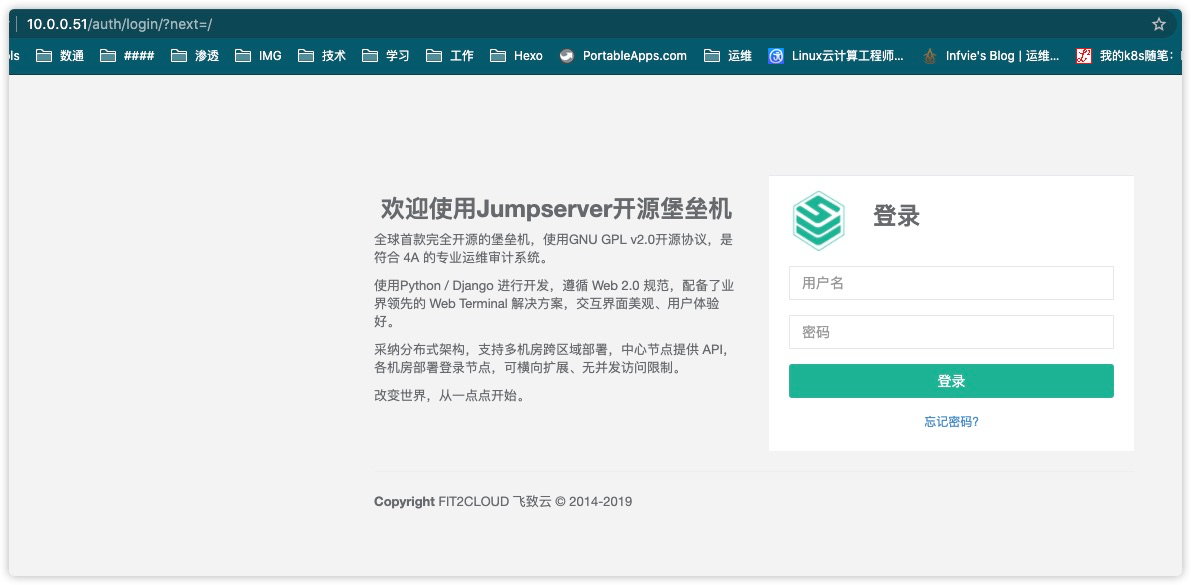 10.0.0.51/auth/login/?next=/
ls 数通 #### 渗透 IMG 技术 学习 工作 Hexo PortableApps.com 运维 Linux云计算工程师... Infvie's Blog | 运维... 我的k8s随笔：
欢迎使用Jumpserver开源堡垒机
全球首款完全开源的堡垒机，使用GNU GPL v2.0开源协议，是
符合 4A 的专业运维审计系统。
使用Python / Django 进行开发，遵循 Web 2.0 规范，配备了业
界领先的 Web Terminal 解决方案，交互界面美观、用户体验
好。
采纳分布式架构，支持多机房跨区域部署，中心节点提供 API，
各机房部署登录节点，可横向扩展、无并发访问限制。
改变世界，从一点点开始。
登录
用户名
密码
登录
忘记密码?
Copyright FIT2CLOUD 飞致云 © 2014-2019